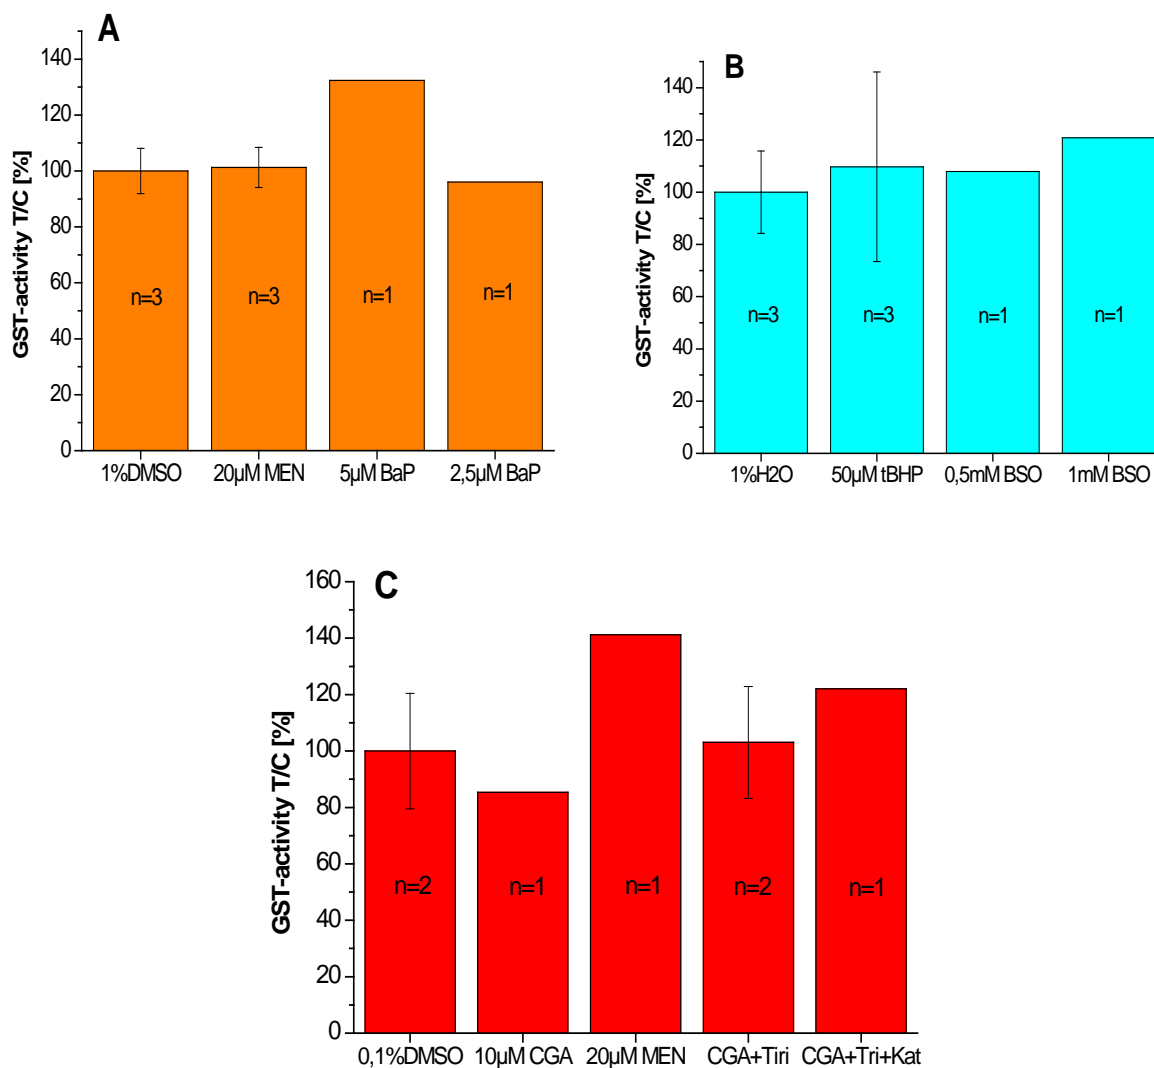 A
GST-activity T/C [%]
140
120
100
80
60
40
20
0
n=3
n=3
n=1
n=1
1%DMSO
20µM MEN
5µM BaP
2,5µM BaP
B
GST-activity T/C [%]
140
120
100
80
60
40
20
0
n=3
n=3
n=1
n=1
1%H2O
50µM tBHP
0,5mM BSO
1mM BSO
C
GST-activity T/C [%]
160
140
120
100
80
60
40
20
0
n=2
n=1
n=1
n=2
n=1
0,1%DMSO
10µM CGA
20µM MEN
CGA+Tiri
CGA+Tri+Kat